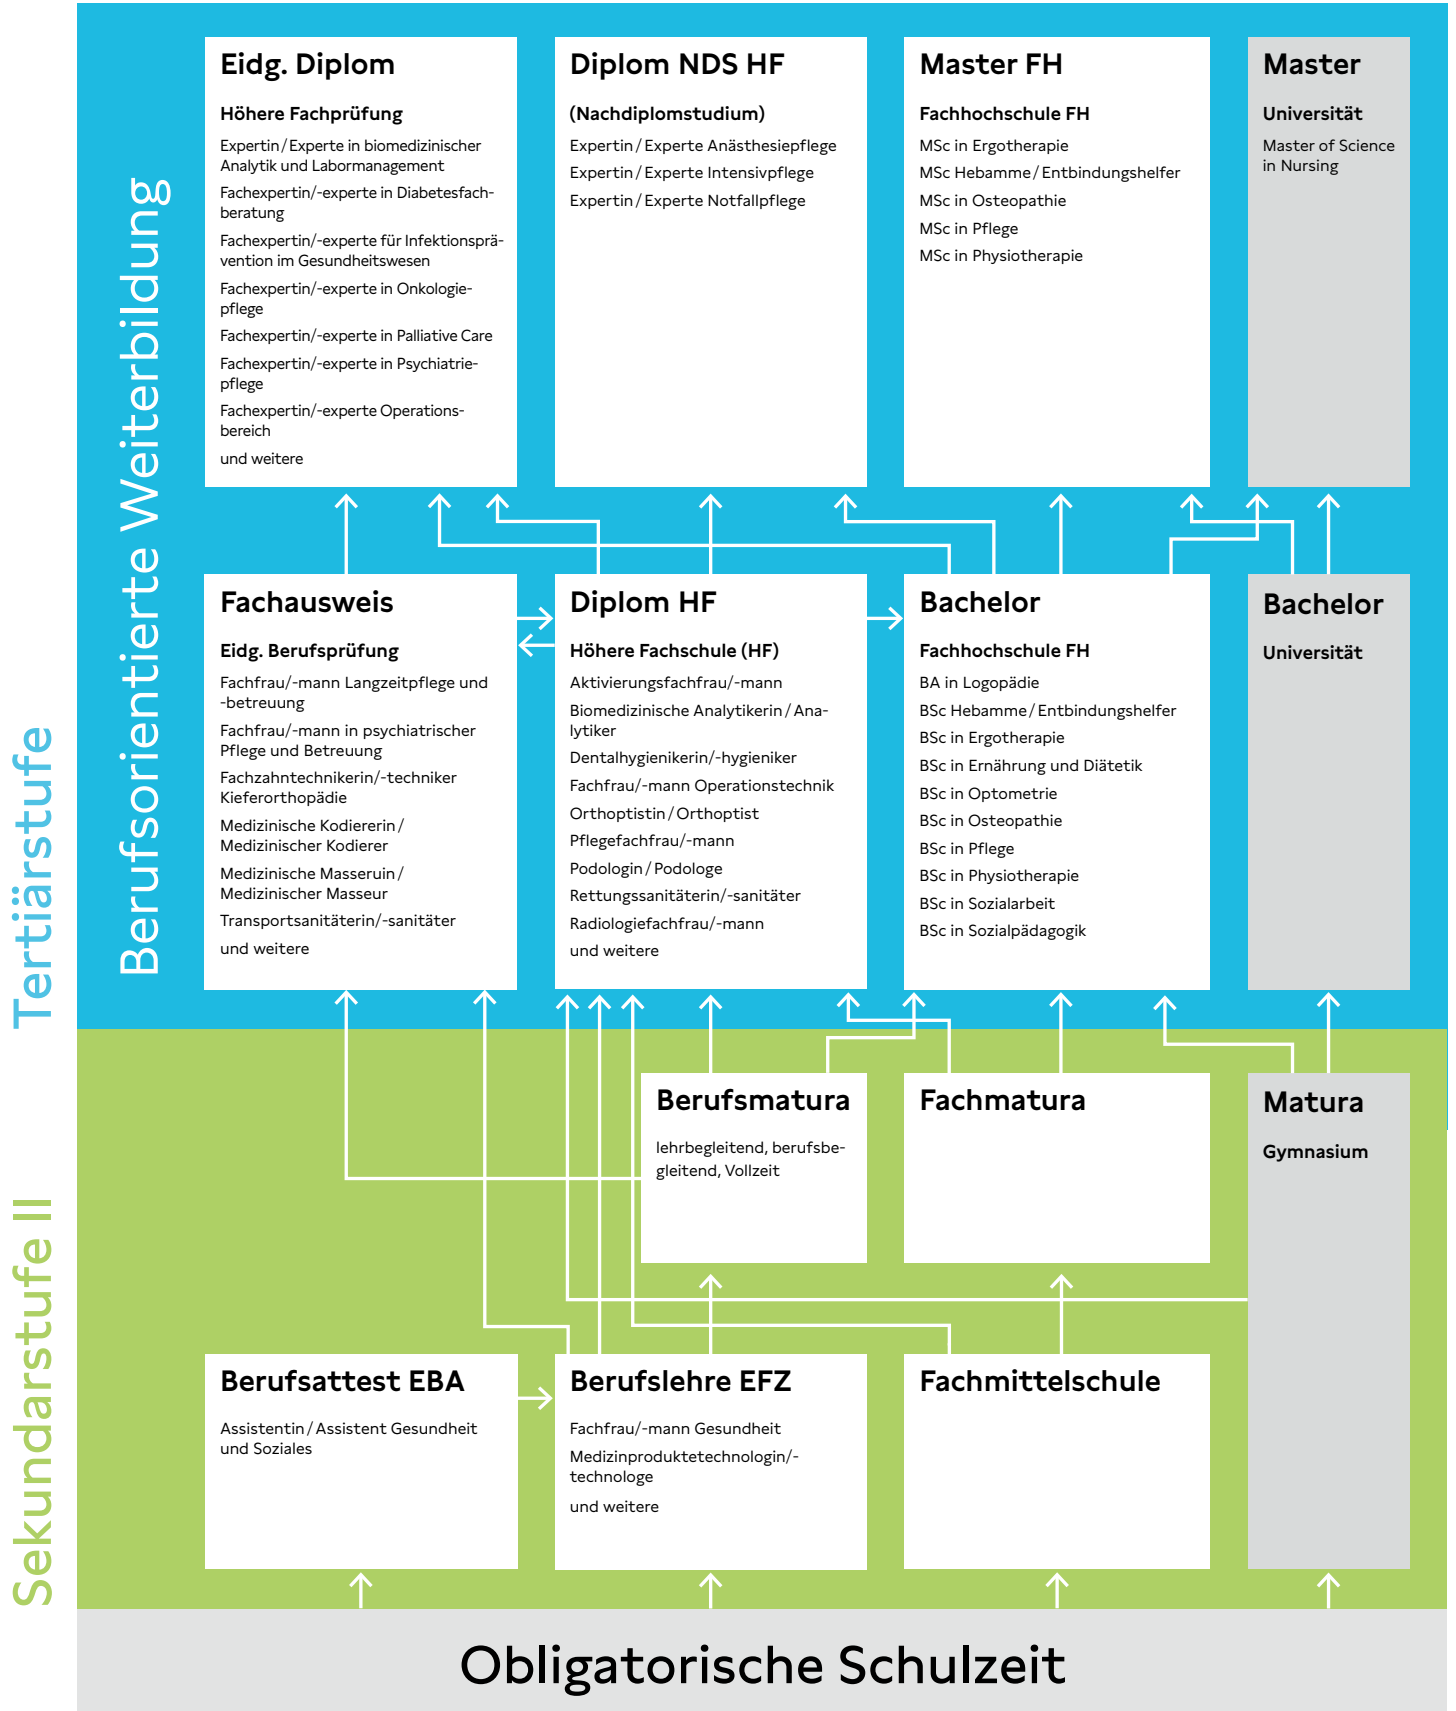 Tertiärstufe
Sekundarstufe II
Berufsorientierte Weiterbildung
Eidg. Diplom
Höhere Fachprüfung
Expertin/Experte in biomedizinischer
Analytik und Labormanagement
Fachexpertin/-experte in Diabetesfach-
beratung
Fachexpertin/-experte für Infektionsprä-
vention im Gesundheitswesen
Fachexpertin/-experte in Onkologie-
pflege
Fachexpertin/-experte in Palliative Care
Fachexpertin/-experte in Psychiatrie-
pflege
Fachexpertin/-experte Operations-
bereich
und weitere
Diplom NDS HF
(Nachdiplomstudium)
Expertin/Experte Anästhesiepflege
Expertin/Experte Intensivpflege
Expertin/Experte Notfallpflege
Master FH
Fachhochschule FH
MSc in Ergotherapie
MSc Hebamme/Entbindungshelfer
MSc in Osteopathie
MSc in Pflege
MSc in Physiotherapie
Master
Universität
Master of Science
in Nursing
Fachausweis
Eidg. Berufsprüfung
Fachfrau/-mann Langzeitpflege und
-betreuung
Fachfrau/-mann in psychiatrischer
Pflege und Betreuung
Fachzahntechnikerin/-techniker
Kieferorthopädie
Medizinische Kodiererin/
Medizinischer Kodierer
Medizinische Masseruin/
Medizinischer Masseur
Transportsanitäterin/-sanitäter
und weitere
Diplom HF
Höhere Fachschule (HF)
Aktivierungsfachfrau/-mann
Biomedizinische Analytikerin/Ana-
lytiker
Dentalhygienikerin/-hygieniker
Fachfrau/-mann Operationstechnik
Orthoptistin/Orthoptist
Pflegefachfrau/-mann
Podologin/Podologe
Rettungssanitäterin/-sanitäter
Radiologiefachfrau/-mann
und weitere
Bachelor
Fachhochschule FH
BA in Logopädie
BSc Hebamme/Entbindungshelfer
BSc in Ergotherapie
BSc in Ernährung und Diätetik
BSc in Optometrie
BSc in Osteopathie
BSc in Pflege
BSc in Physiotherapie
BSc in Sozialarbeit
BSc in Sozialpädagogik
Bachelor
Universität
Berufsmatura
lehrbegleitend, berufsbe-
gleitend, Vollzeit
Fachmatura
Matura
Gymnasium
Berufsattest EBA
Assistentin/Assistent Gesundheit
und Soziales
Berufslehre EFZ
Fachfrau/-mann Gesundheit
Medizinproduktetechnologin/-
technologe
und weitere
Fachmittelschule
Obligatorische Schulzeit